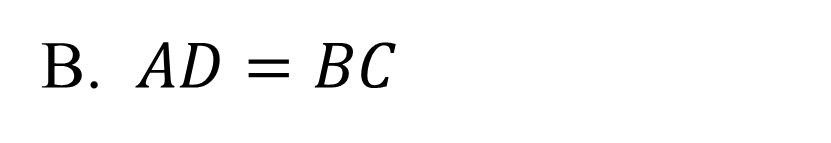 B. AD = BC